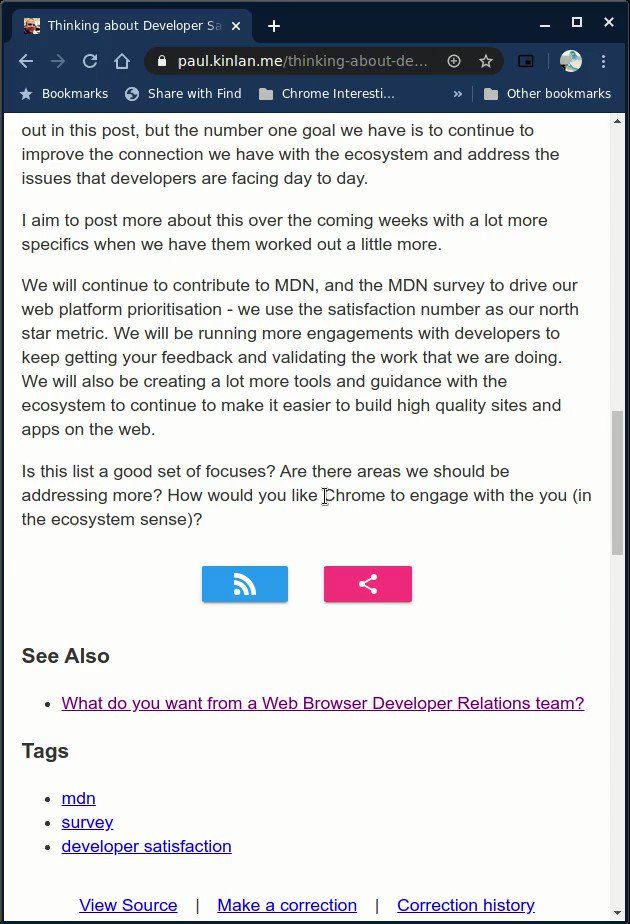 Thinking about Developer Sa
paul.kinlan.me/thinking-about-de...
Bookmarks
Share with Find
Chrome Interesti...
»
Other bookmarks
out in this post, but the number one goal we have is to continue to
improve the connection we have with the ecosystem and address the
issues that developers are facing day to day.
I aim to post more about this over the coming weeks with a lot more
specifics when we have them worked out a little more.
We will continue to contribute to MDN, and the MDN survey to drive our
web platform prioritisation - we use the satisfaction number as our north
star metric. We will be running more engagements with developers to
keep getting your feedback and validating the work that we are doing.
We will also be creating a lot more tools and guidance with the
ecosystem to continue to make it easier to build high quality sites and
apps on the web.
Is this list a good set of focuses? Are there areas we should be
addressing more? How would you like Chrome to engage with the you (in
the ecosystem sense)?
See Also
• What do you want from a Web Browser Developer Relations team?
Tags
• mdn
• survey
• developer satisfaction
View Source | Make a correction | Correction history